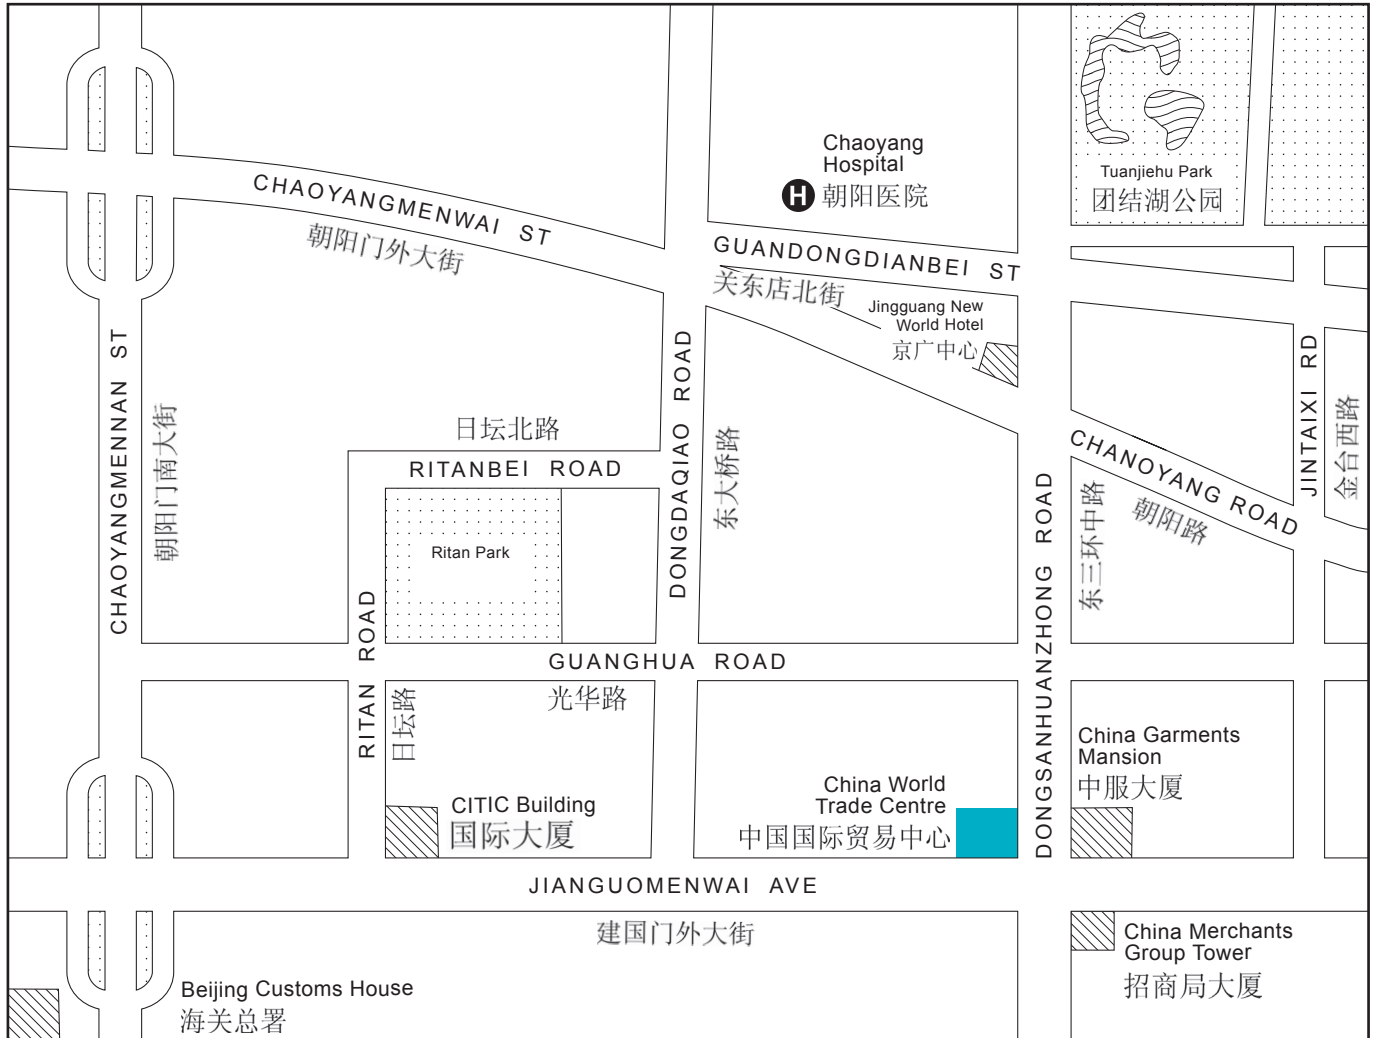 Chaoyang
Hospital
H
朝阳医院
Tuanjiehu Park
团结湖公园
CHAOYANGMENWAI ST
朝阳门外大街
GUANDONGDIANBEI ST
关东店北街
Jingguang New
World Hotel
京广中心
CHAOYANGMENNAN ST
朝阳门南大街
日坛北路
RITANBEI ROAD
DONGDAQIAO ROAD
东大桥路
JINTAIXI RD
金台西路
CHANOYANG ROAD
朝阳路
DONGSANHUANZHONG ROAD
东三环中路
Ritan Park
RITAN ROAD
日坛路
GUANGHUA ROAD
光华路
China Garments
Mansion
中服大厦
CITIC Building
国际大厦
China World
Trade Centre
中国国际贸易中心
JIANGUOMENWAI AVE
建国门外大街
China Merchants
Group Tower
招商局大厦
Beijing Customs House
海关总署